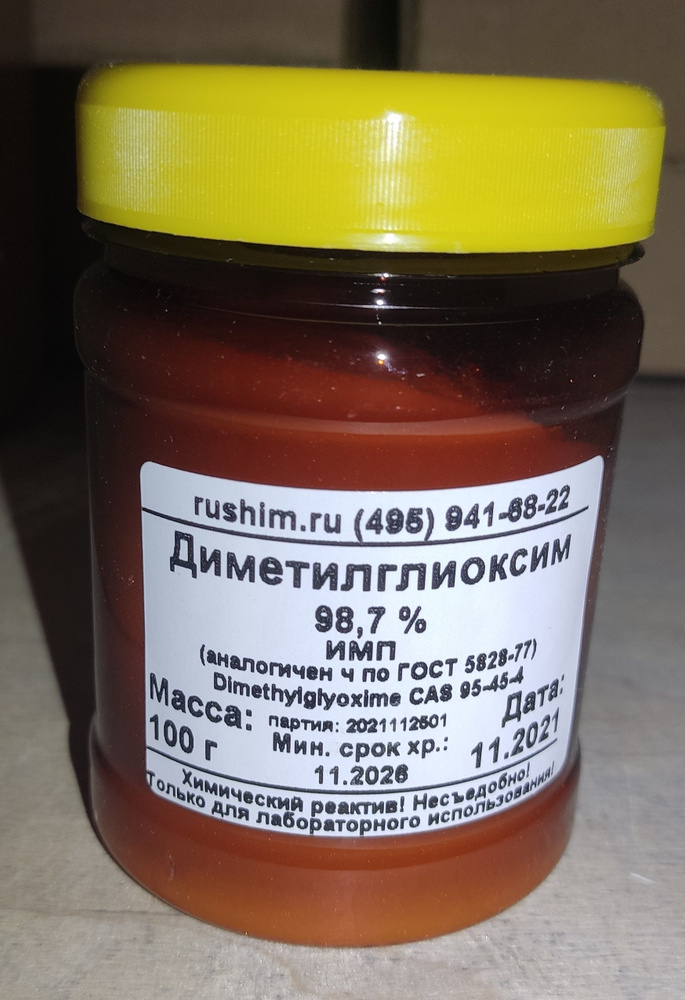 rushim.ru (495) 941-68-22
Диметилглиоксим
98,7 %
ИМП
(аналогичен ч по ГОСТ 5828-77)
Dimethylglyoxime CAS 95-45-4
Масса:
100 г
партия: 2021112501
Мин. срок хр.:
11.2026
Дата:
11.2021
Химический реактив! Несъедобно!
Только для лабораторного использования!